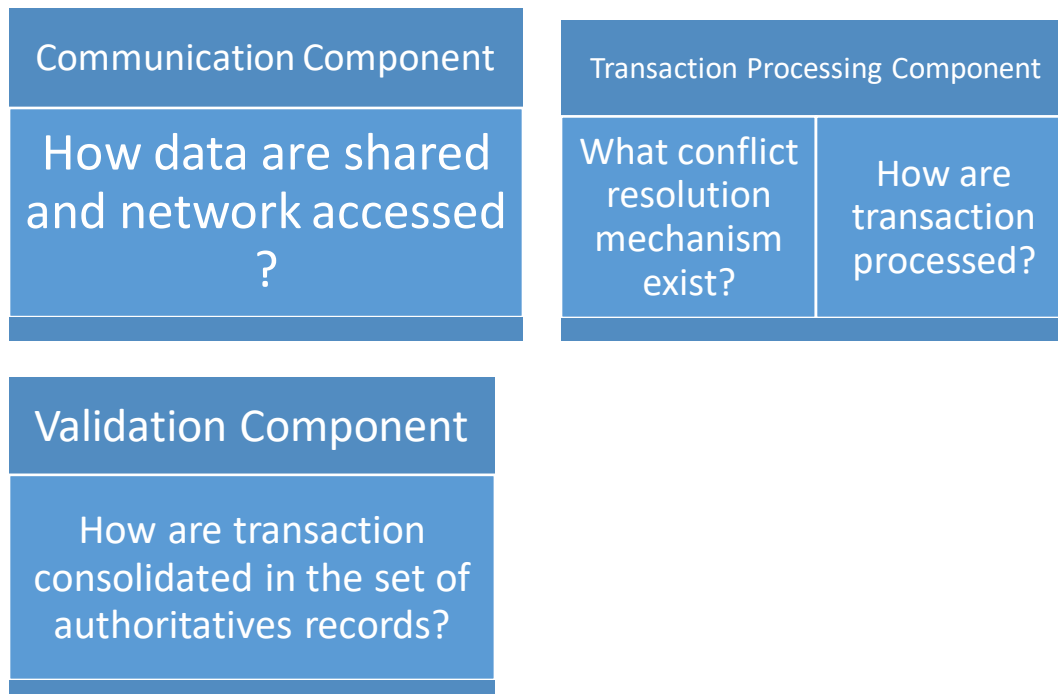 Communication Component
How data are shared
and network accessed
?
Transaction Processing Component
What conflict
resolution
mechanism
exist?
How are
transaction
processed?
Validation Component
How are transaction
consolidated in the set of
authoritatives records?